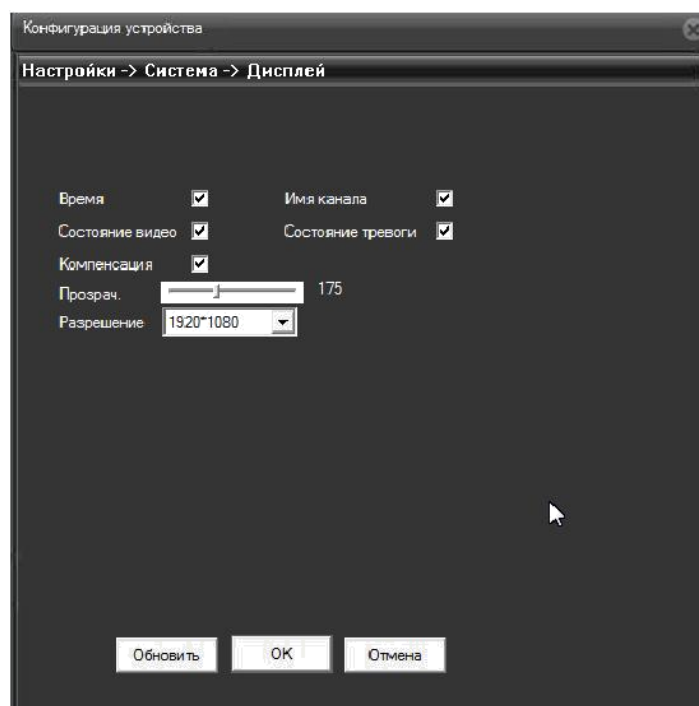 Конфигурация устройства
Настройки -> Система -> Дисплей
Время Имя канала
Состояние видео Состояние тревоги
Компенсация
Прозрач. 175
Разрешение 1920*1080
Обновить OK Отмена